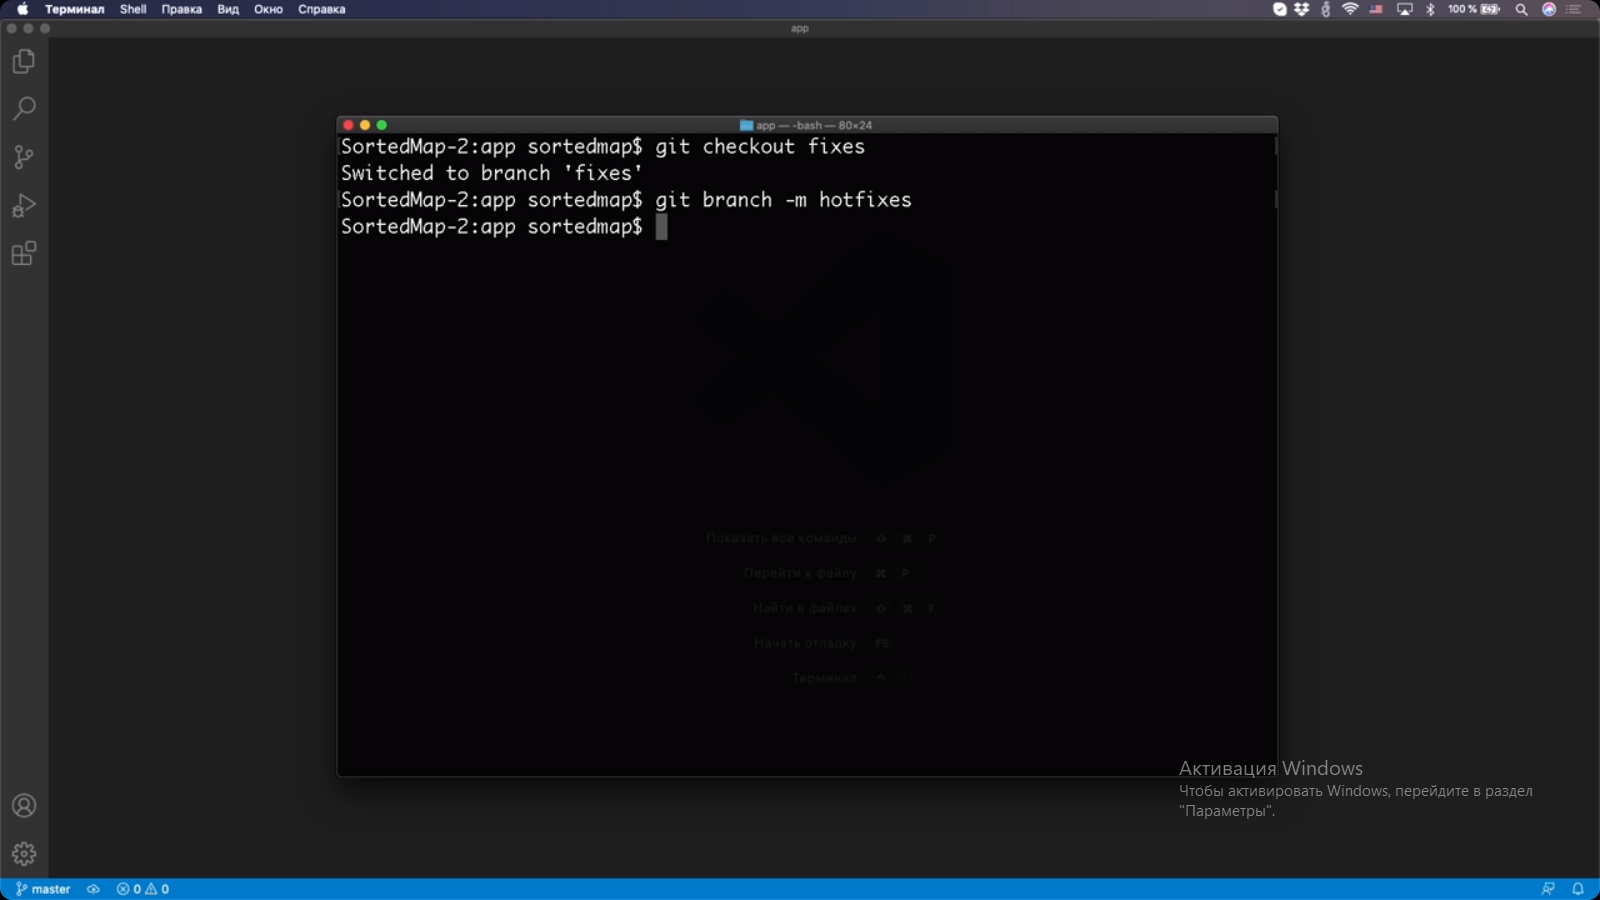 Терминал Shell Правка Вид Окно Справка 100 %
app
app — -bash — 80×24
SortedMap-2:app sortedmap$ git checkout fixes
Switched to branch 'fixes'
SortedMap-2:app sortedmap$ git branch -m hotfixes
SortedMap-2:app sortedmap$
Показать все команды ⇧ ⌘ P
Перейти к файлу ⌘ P
Найти в файлах ⇧ ⌘ F
Начать отладку F5
Терминал ^ `
Активация Windows
Чтобы активировать Windows, перейдите в раздел
"Параметры".
master 0 0